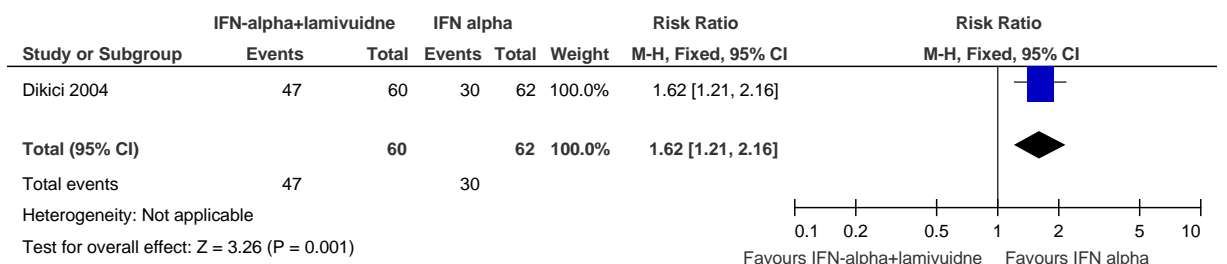 IFN-alpha+lamivuidne IFN alpha Risk Ratio Risk Ratio
Study or Subgroup Events Total Events Total Weight M-H, Fixed, 95% CI M-H, Fixed, 95% CI
Dikici 2004 47 60 30 62 100.0% 1.62 [1.21, 2.16]
Total (95% CI) 60 62 100.0% 1.62 [1.21, 2.16]
Total events 47 30
Heterogeneity: Not applicable
Test for overall effect: Z = 3.26 (P = 0.001)
0.1 0.2 0.5 1 2 5 10
Favours IFN-alpha+lamivuidne Favours IFN alpha